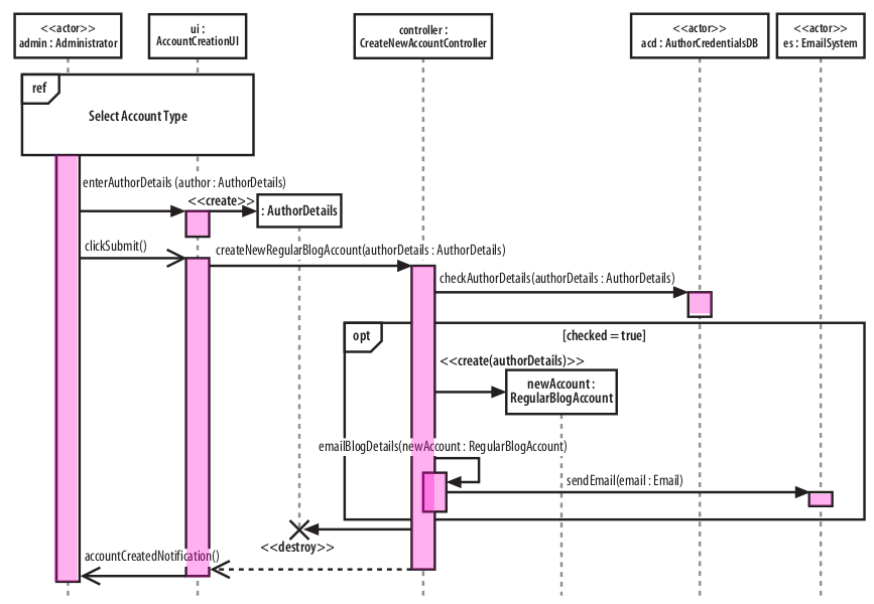 <<actor>>
admin : Administrator
ui :
AccountCreationUI
controller :
CreateNewAccountController
<<actor>>
acd : AuthorCredentialsDB
<<actor>>
es : EmailSystem
ref
Select Account Type
enterAuthorDetails (author : AuthorDetails)
<<create>>
: AuthorDetails
clickSubmit()
createNewRegularBlogAccount(authorDetails : AuthorDetails)
checkAuthorDetails(authorDetails : AuthorDetails)
opt
[checked = true]
<<create(authorDetails)>>
newAccount :
RegularBlogAccount
emailBlogDetails(newAccount : RegularBlogAccount)
sendEmail(email : Email)
<<destroy>>
accountCreatedNotification()